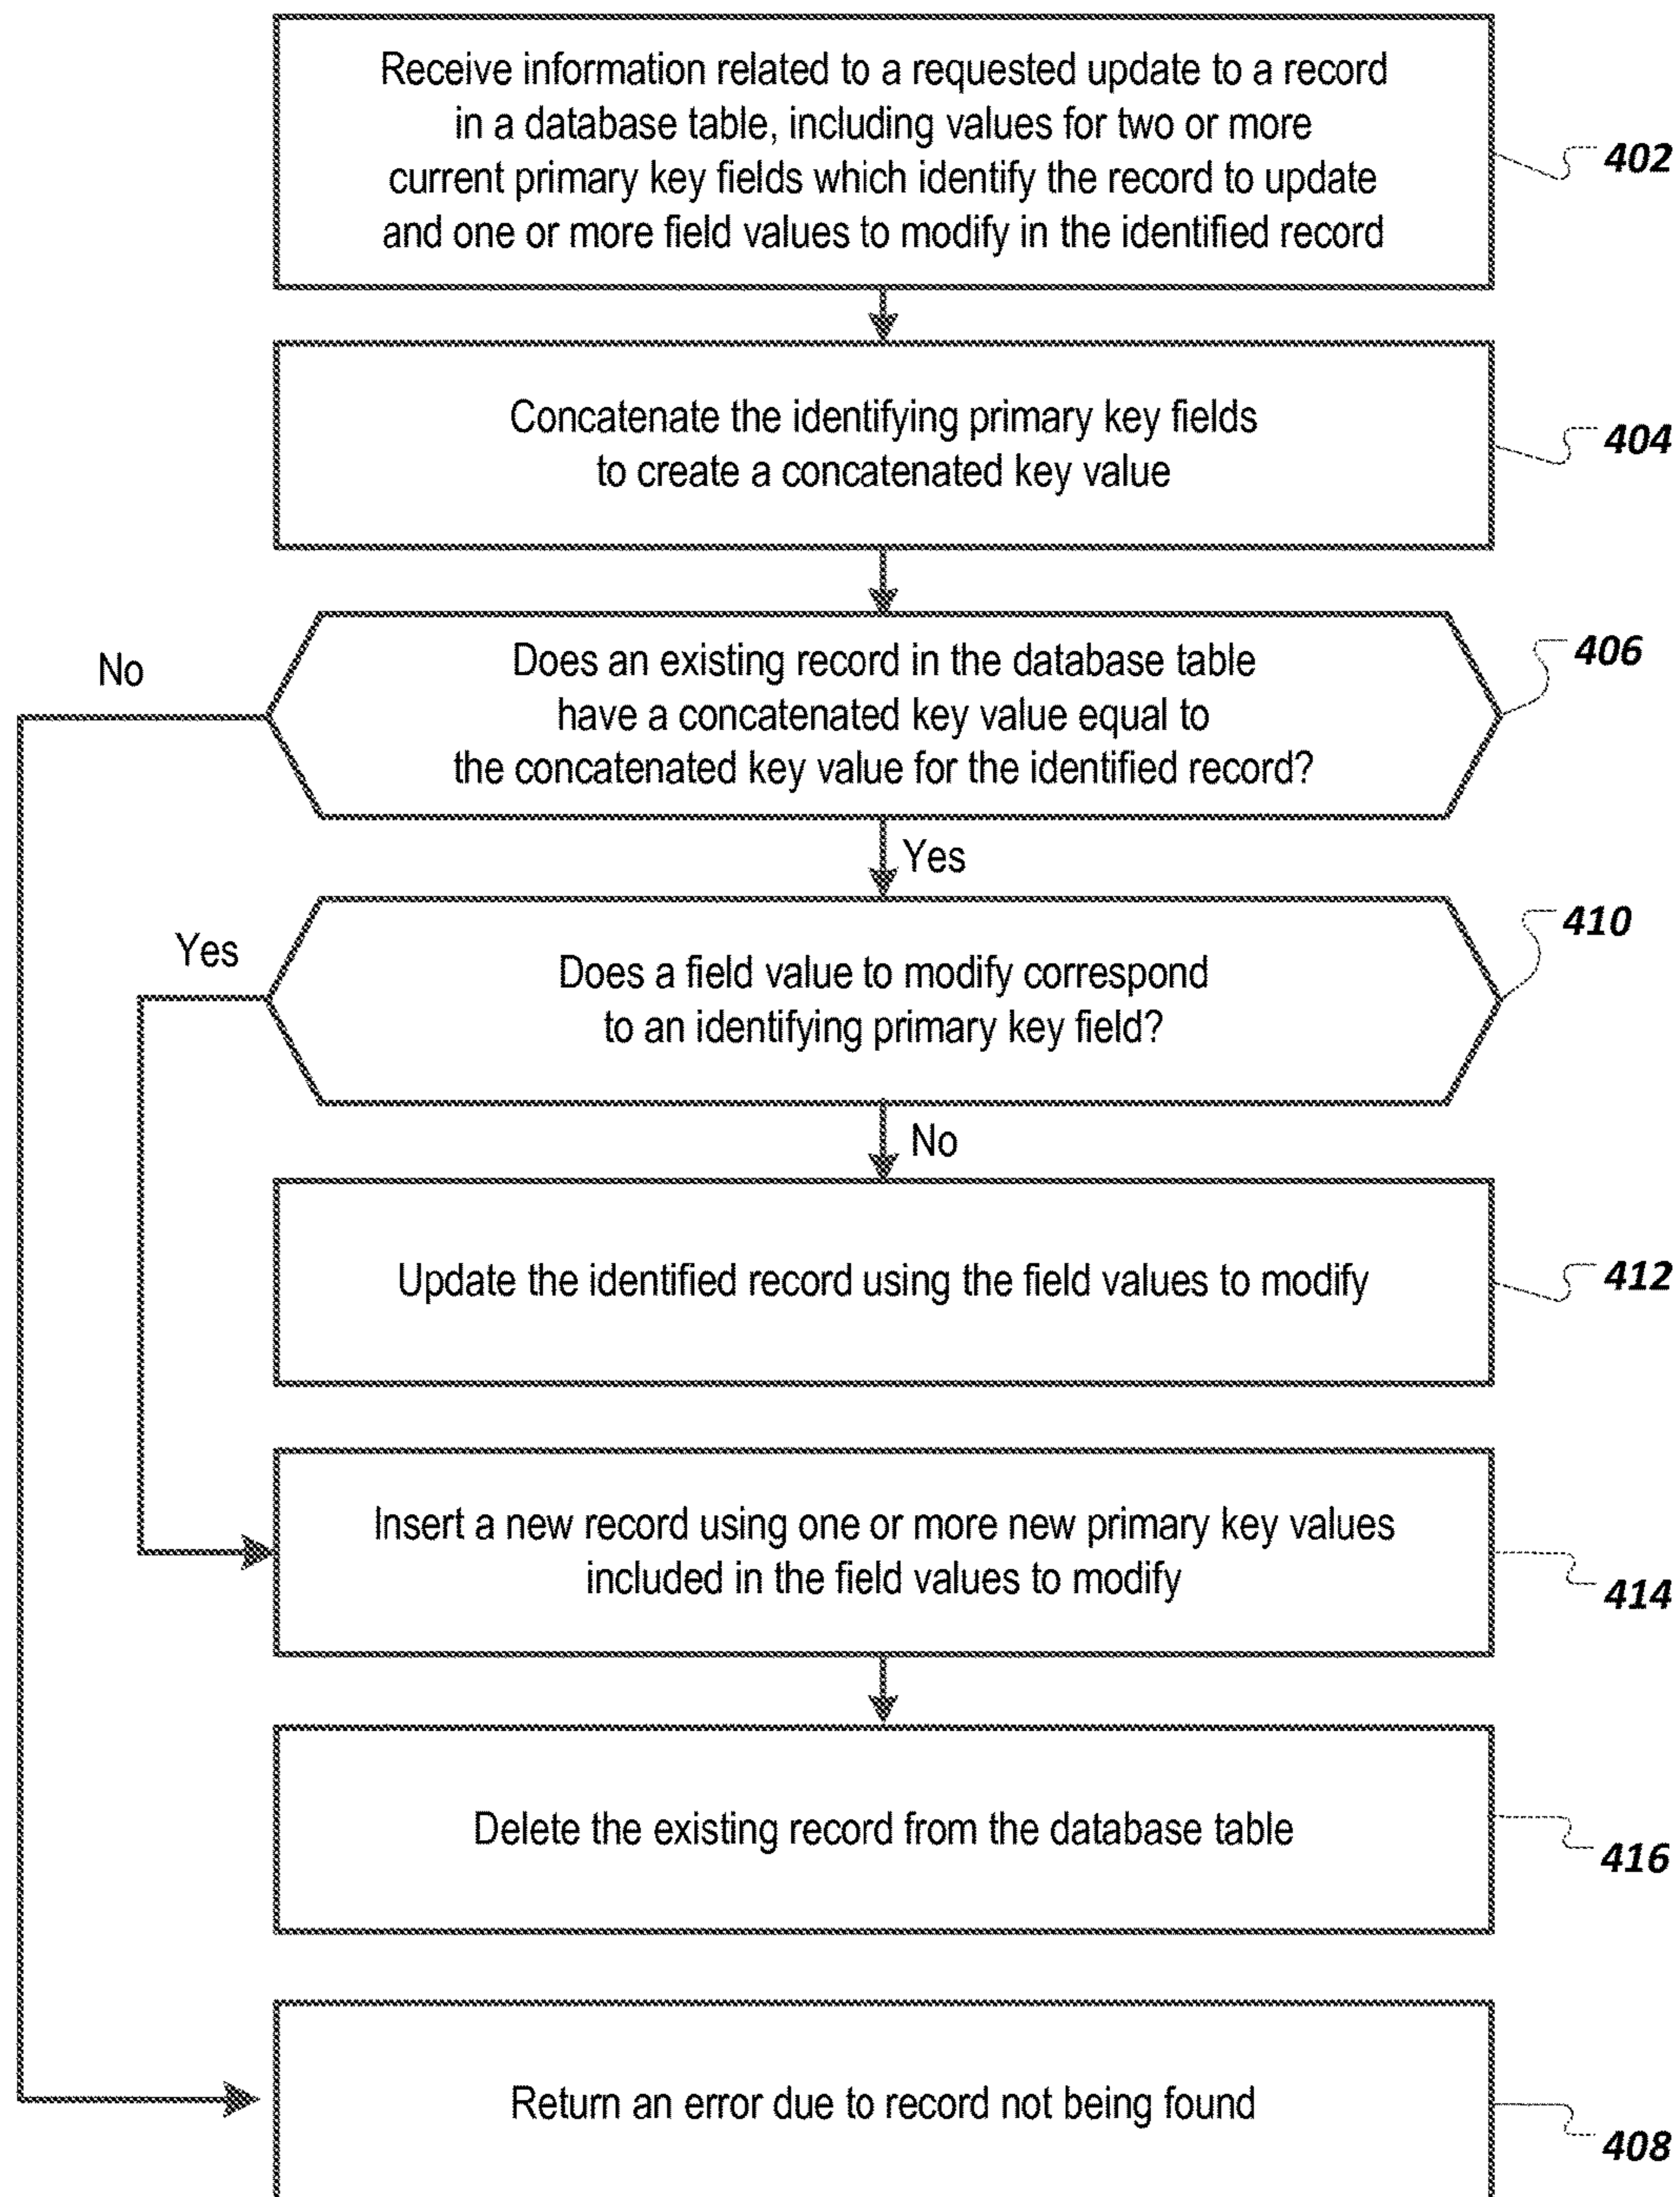 Receive information related to a requested update to a record
in a database table, including values for two or more
current primary key fields which identify the record to update
and one or more field values to modify in the identified record
402
Concatenate the identifying primary key fields
to create a concatenated key value
404
No
Does an existing record in the database table
have a concatenated key value equal to
the concatenated key value for the identified record?
406
Yes
Yes
Does a field value to modify correspond
to an identifying primary key field?
410
No
Update the identified record using the field values to modify
412
Insert a new record using one or more new primary key values
included in the field values to modify
414
Delete the existing record from the database table
416
Return an error due to record not being found
408